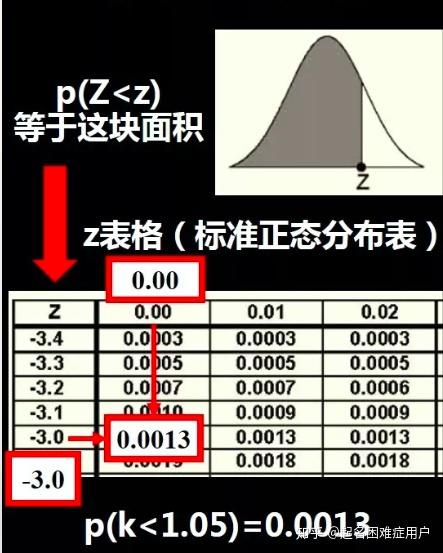 p(Z<z)
等于这块面积
z
z表格（标准正态分布表）
0.00
Z 0.00 0.01 0.02
-3.4 0.0003 0.0003 0.0003
-3.3 0.0005 0.0005 0.0005
-3.2 0.0007 0.0007 0.0006
-3.1 0.0010 0.0009 0.0009
-3.0 0.0013 0.0013 0.0013
0.0019 0.0018 0.0018
-3.0
p(k<1.05)=0.0013
知乎 @起名困难症用户